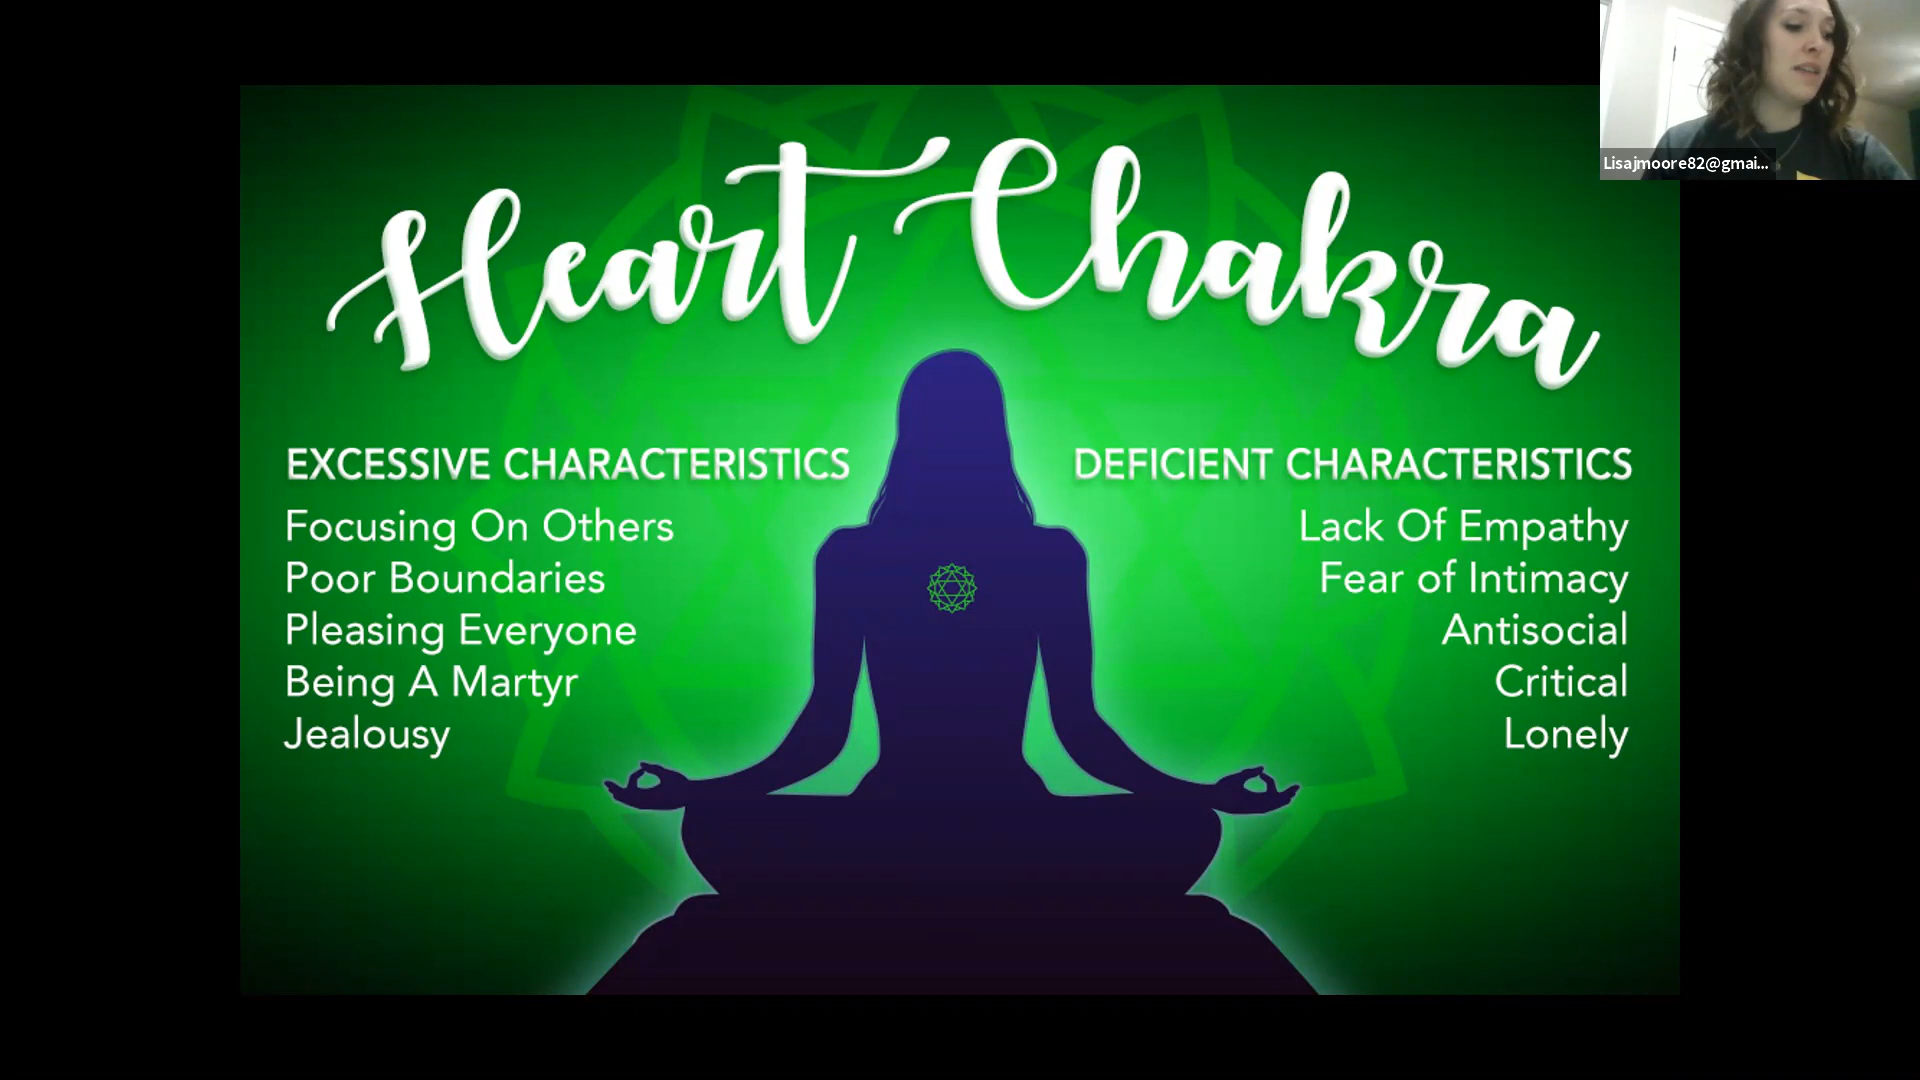 Lisajmoore82@gmai...
Heart Chakra
EXCESSIVE CHARACTERISTICS
Focusing On Others
Poor Boundaries
Pleasing Everyone
Being A Martyr
Jealousy
DEFICIENT CHARACTERISTICS
Lack Of Empathy
Fear of Intimacy
Antisocial
Critical
Lonely